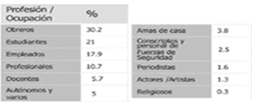 Profesión /
Ocupación
%
Obreros 30.2
Estudiantes 21
Empleados 17.9
Profesionales 10.7
Docentes 5.7
Autónomos y
varios
5
Amas de casa 3.8
Conscriptos y
personal de
Fuerzas de
Seguridad
2.5
Periodistas 1.6
Actores /Artistas 1.3
Religiosos 0.3